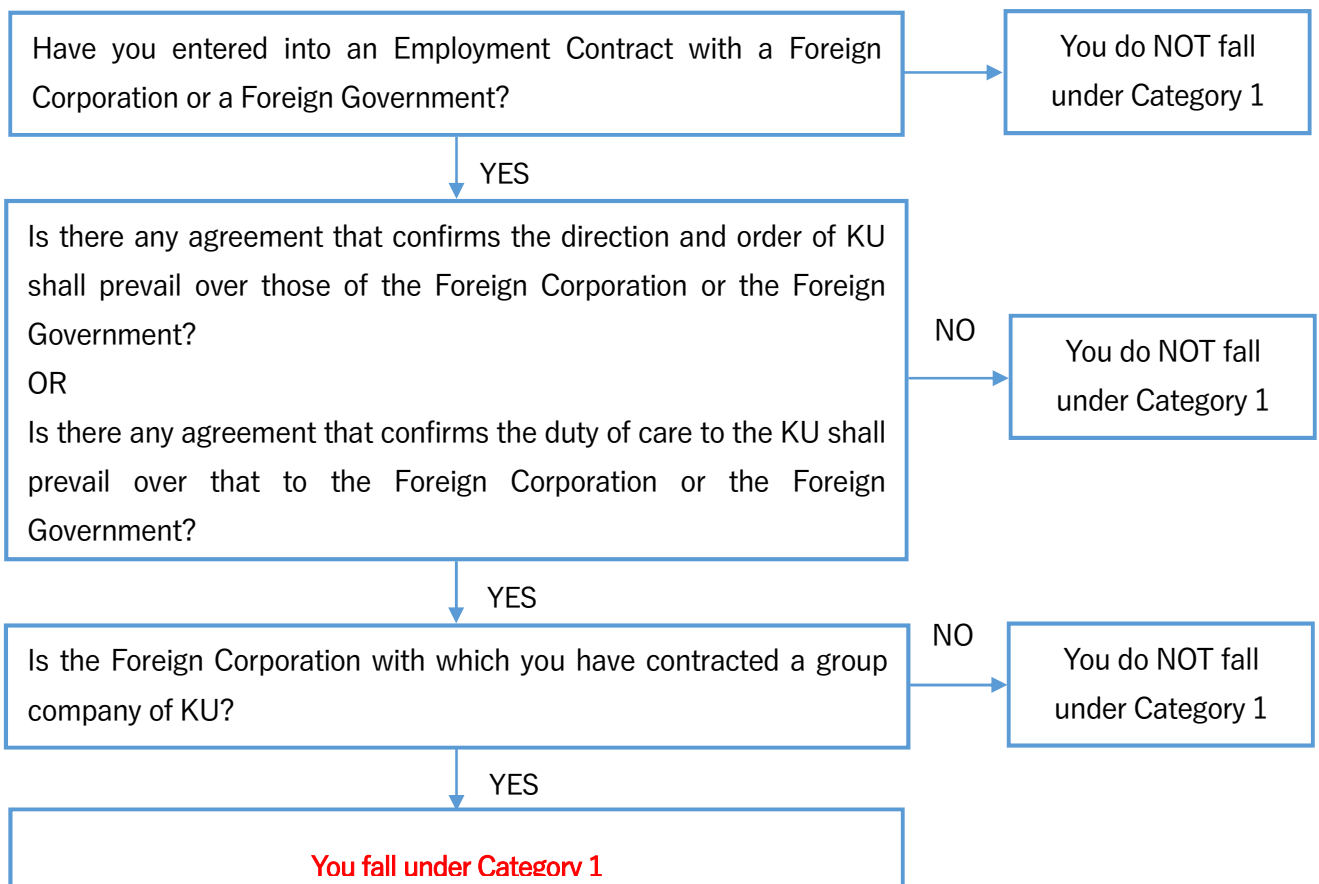 Have you entered into an Employment Contract with a Foreign
Corporation or a Foreign Government?
You do NOT fall
under Category 1
YES
Is there any agreement that confirms the direction and order of KU
shall prevail over those of the Foreign Corporation or the Foreign
Government?
OR
Is there any agreement that confirms the duty of care to the KU shall
prevail over that to the Foreign Corporation or the Foreign
Government?
NO
You do NOT fall
under Category 1
YES
Is the Foreign Corporation with which you have contracted a group
company of KU?
NO
You do NOT fall
under Category 1
YES
You fall under Category 1